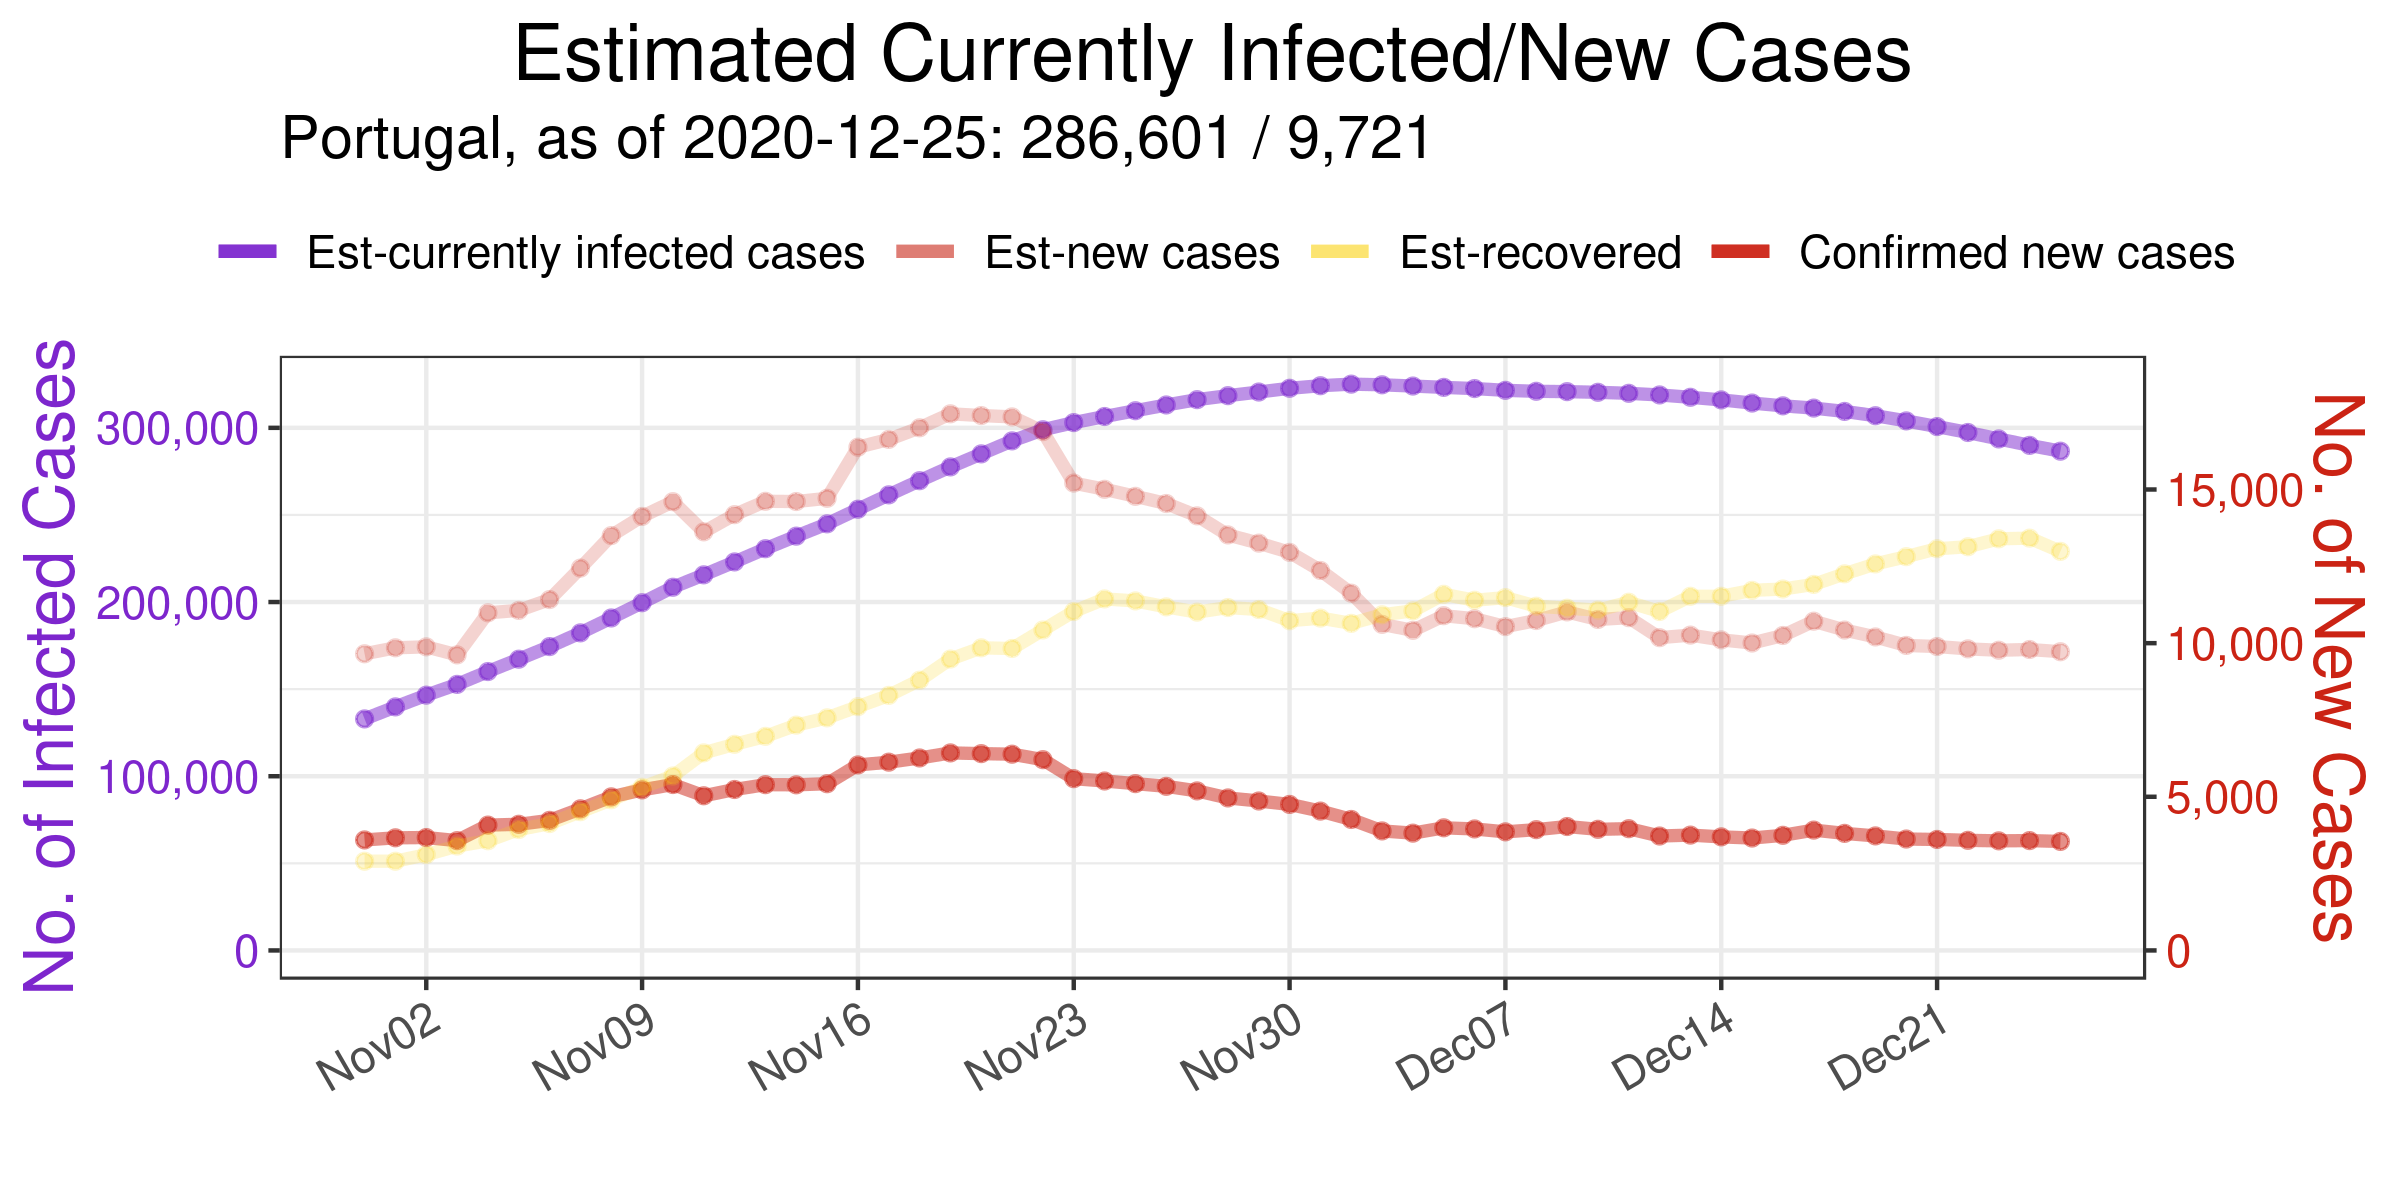 Estimated Currently Infected/New Cases
Portugal, as of 2020-12-25: 286,601 / 9,721
Est-currently infected cases Est-new cases Est-recovered Confirmed new cases
No. of Infected Cases
300,000
200,000
100,000
0
15,000
10,000
5,000
0
No. of New Cases
Nov02 Nov09 Nov16 Nov23 Nov30 Dec07 Dec14 Dec21